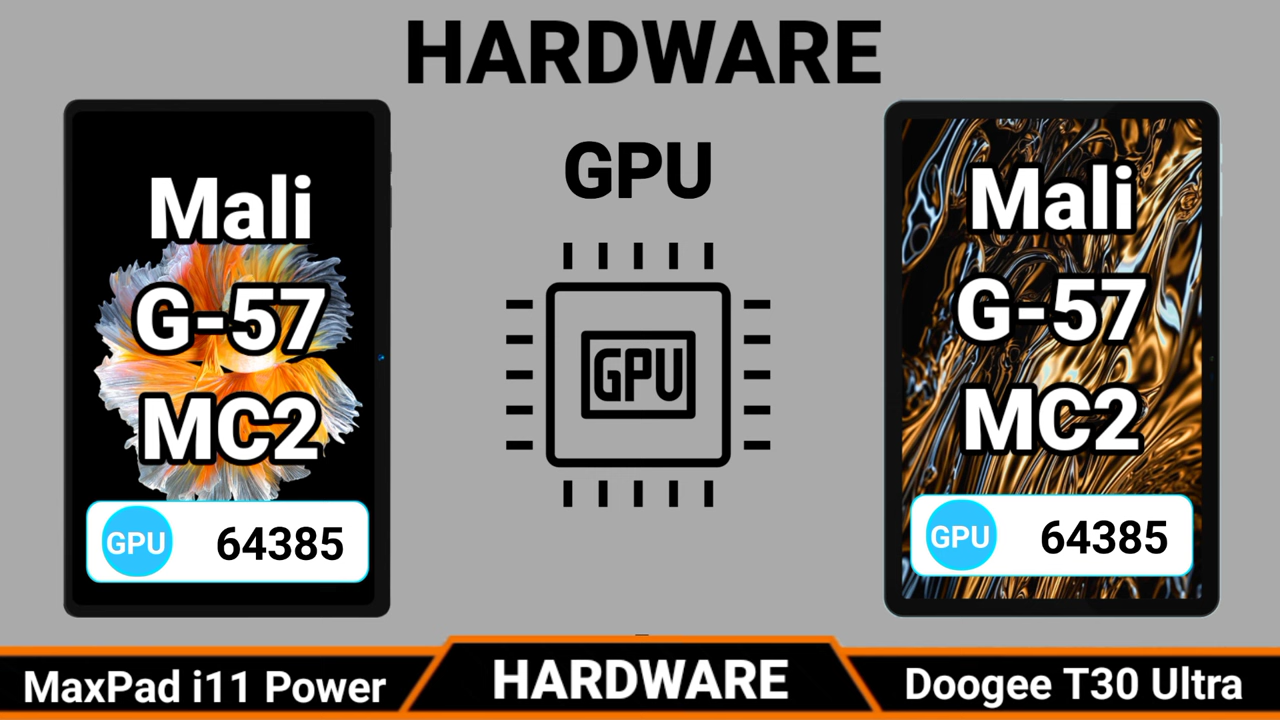 HARDWARE
GPU
Mali
G-57
MC2
GPU 64385
GPU
Mali
G-57
MC2
GPU 64385
MaxPad i11 Power
HARDWARE
Doogee T30 Ultra